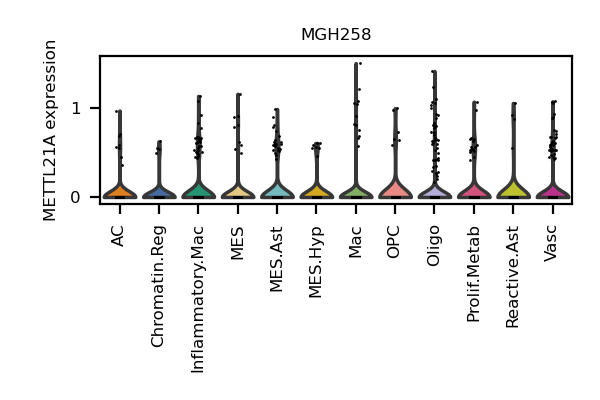 MGH258
METTL21A expression
1
0
AC
Chromatin.Reg
Inflammatory.Mac
MES
MES.Ast
MES.Hyp
Mac
OPC
Oligo
Prolif.Metab
Reactive.Ast
Vasc